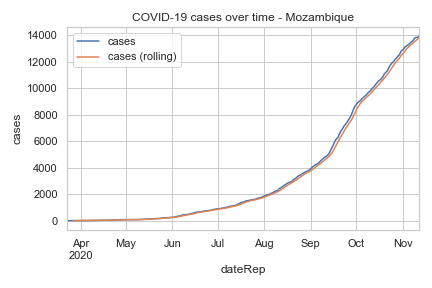 COVID-19 cases over time - Mozambique
cases
cases (rolling)
14000
12000
10000
8000
6000
4000
2000
0
cases
Apr May Jun Jul Aug Sep Oct Nov
2020
dateRep